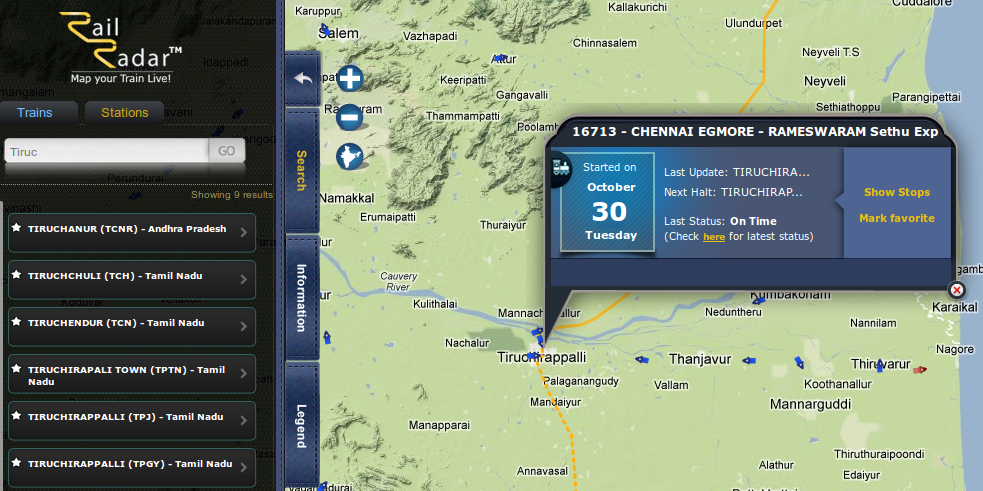 Rail
Radar™
Map your Train Live!
Trains
Stations
Tiruc
GO
Perundurai
Showing 9 results
TIRUCHANUR (TCNR) - Andhra Pradesh
TIRUCHCHULI (TCH) - Tamil Nadu
TIRUCHENDUR (TCN) - Tamil Nadu
TIRUCHIRAPALI TOWN (TPTN) - Tamil
Nadu
TIRUCHIRAPPALLI (TPJ) - Tamil Nadu
TIRUCHIRAPPALLI (TPGY) - Tamil Nadu
Search
Information
Legend
Karuppur
Salem
Vazhapadi
Attur
Keeripatti
Gangavalli
Thammampatti
Namakkal
Erumaipatti
Thuraiyur
Cauvery
River
Kulithalai
Nachalur
Tiruchirappalli
Palaganangudy
Mandaiyur
Manapparai
Annavasal
Kallakurichi
Chinnasalem
Ulundurpet
Cuddalore
Neyveli T.S
Neyveli
Sethiathoppu
Parangipettai
16713 - CHENNAI EGMORE - RAMESWARAM Sethu Exp
Started on
October
30
Tuesday
Last Update: TIRUCHIRA...
Next Halt: TIRUCHIRAP...
Last Status: On Time
(Check here for latest status)
Show Stops
Mark favorite
Kumbakonam
Neduntheru
Karaikal
Nannilam
Nagore
Thanjavur
Vallam
Thiruvarur
Koothanallur
Mannarguddi
Thiruthuraipoondi
Alathur
Edaiyur